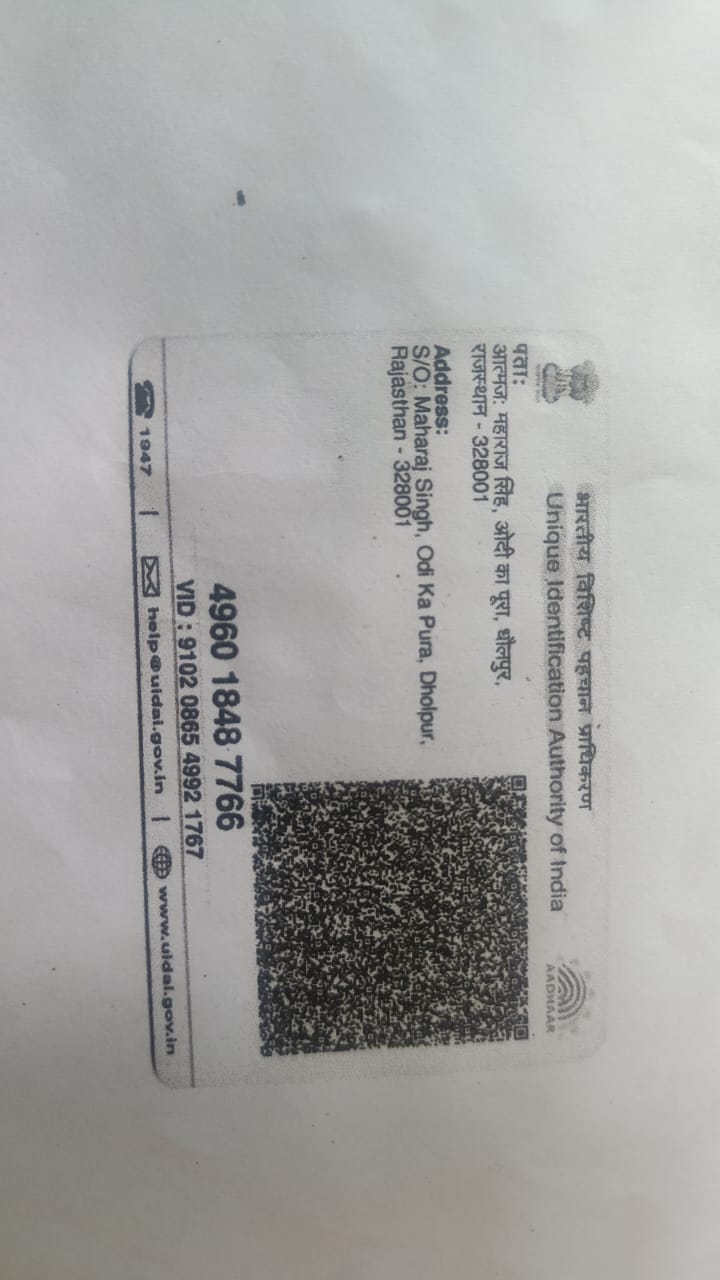 भारतीय विशिष्ट पहचान प्राधिकरण
Unique Identification Authority of India
AADHAAR
पता:
आत्मज: महाराज सिंह, ओदी का पूरा, धौलपुर,
राजस्थान - 328001
Address:
S/O: Maharaj Singh, Odi Ka Pura, Dholpur,
Rajasthan - 328001
4960 1848 7766
VID : 9102 0865 4992 1767
1947 | help@uidai.gov.in | www.uidai.gov.in